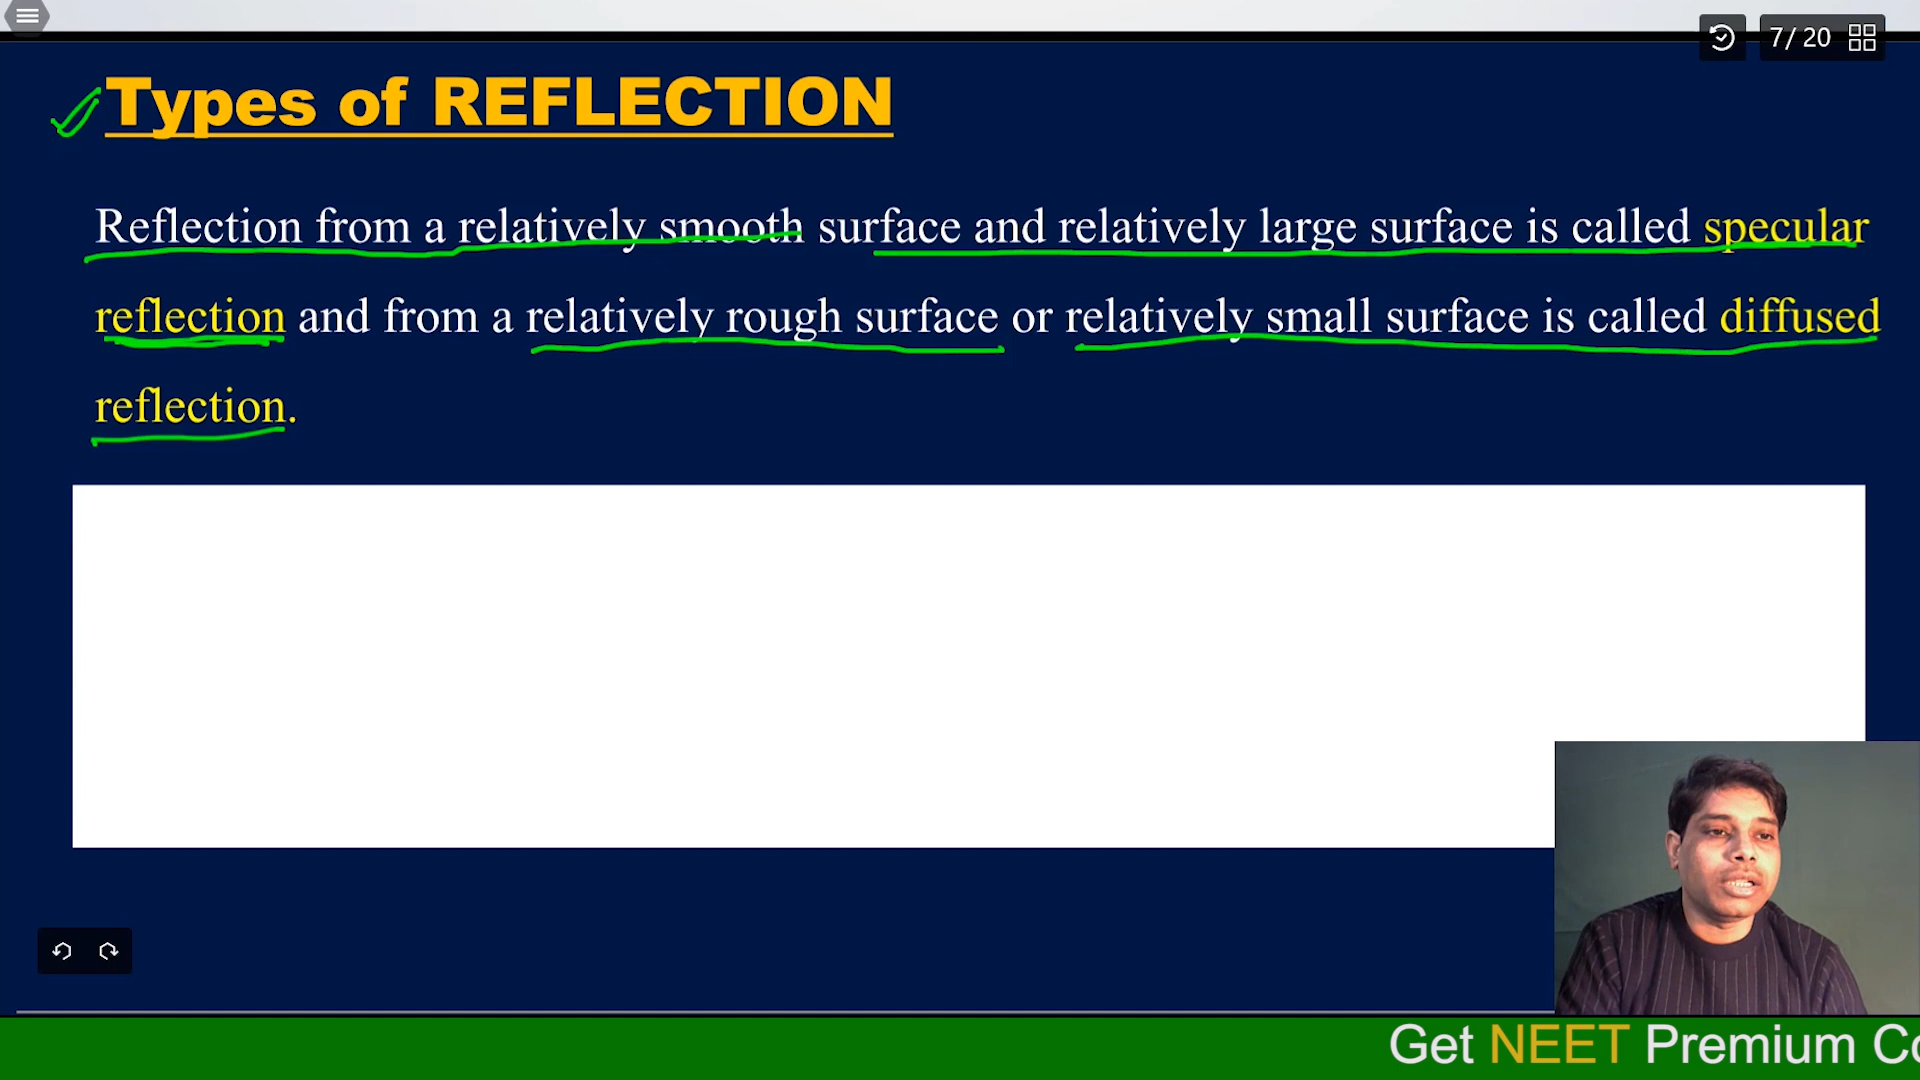 7/ 20
Types of REFLECTION
Reflection from a relatively smooth surface and relatively large surface is called specular
reflection and from a relatively rough surface or relatively small surface is called diffused
reflection.
Get NEET Premium Co